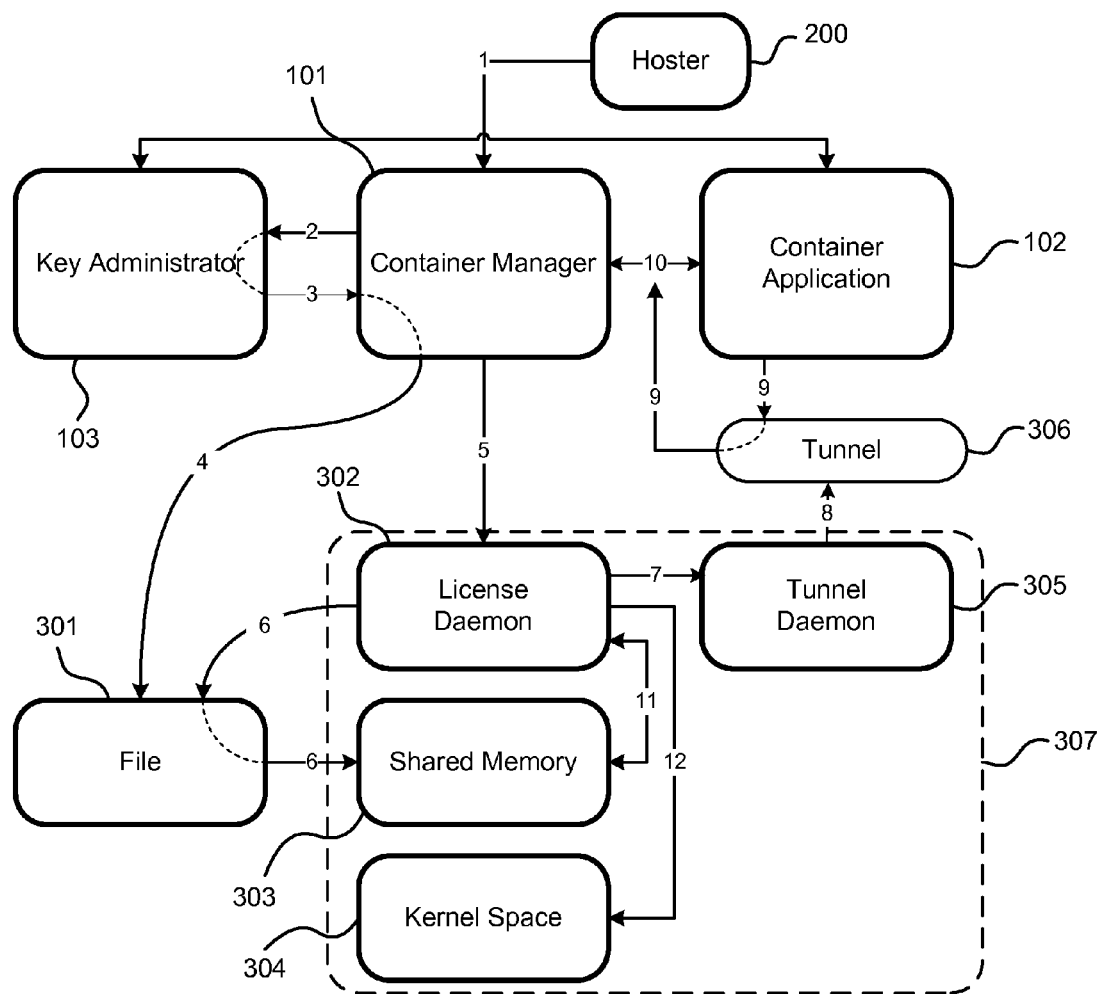 200
Hoster
1
101
Key Administrator
2
3
Container Manager
10
Container
Application
102
103
9
9
Tunnel
306
4
5
8
302
License
Daemon
7
Tunnel
Daemon
305
6
301
11
File
6
Shared Memory
12
307
303
Kernel Space
304